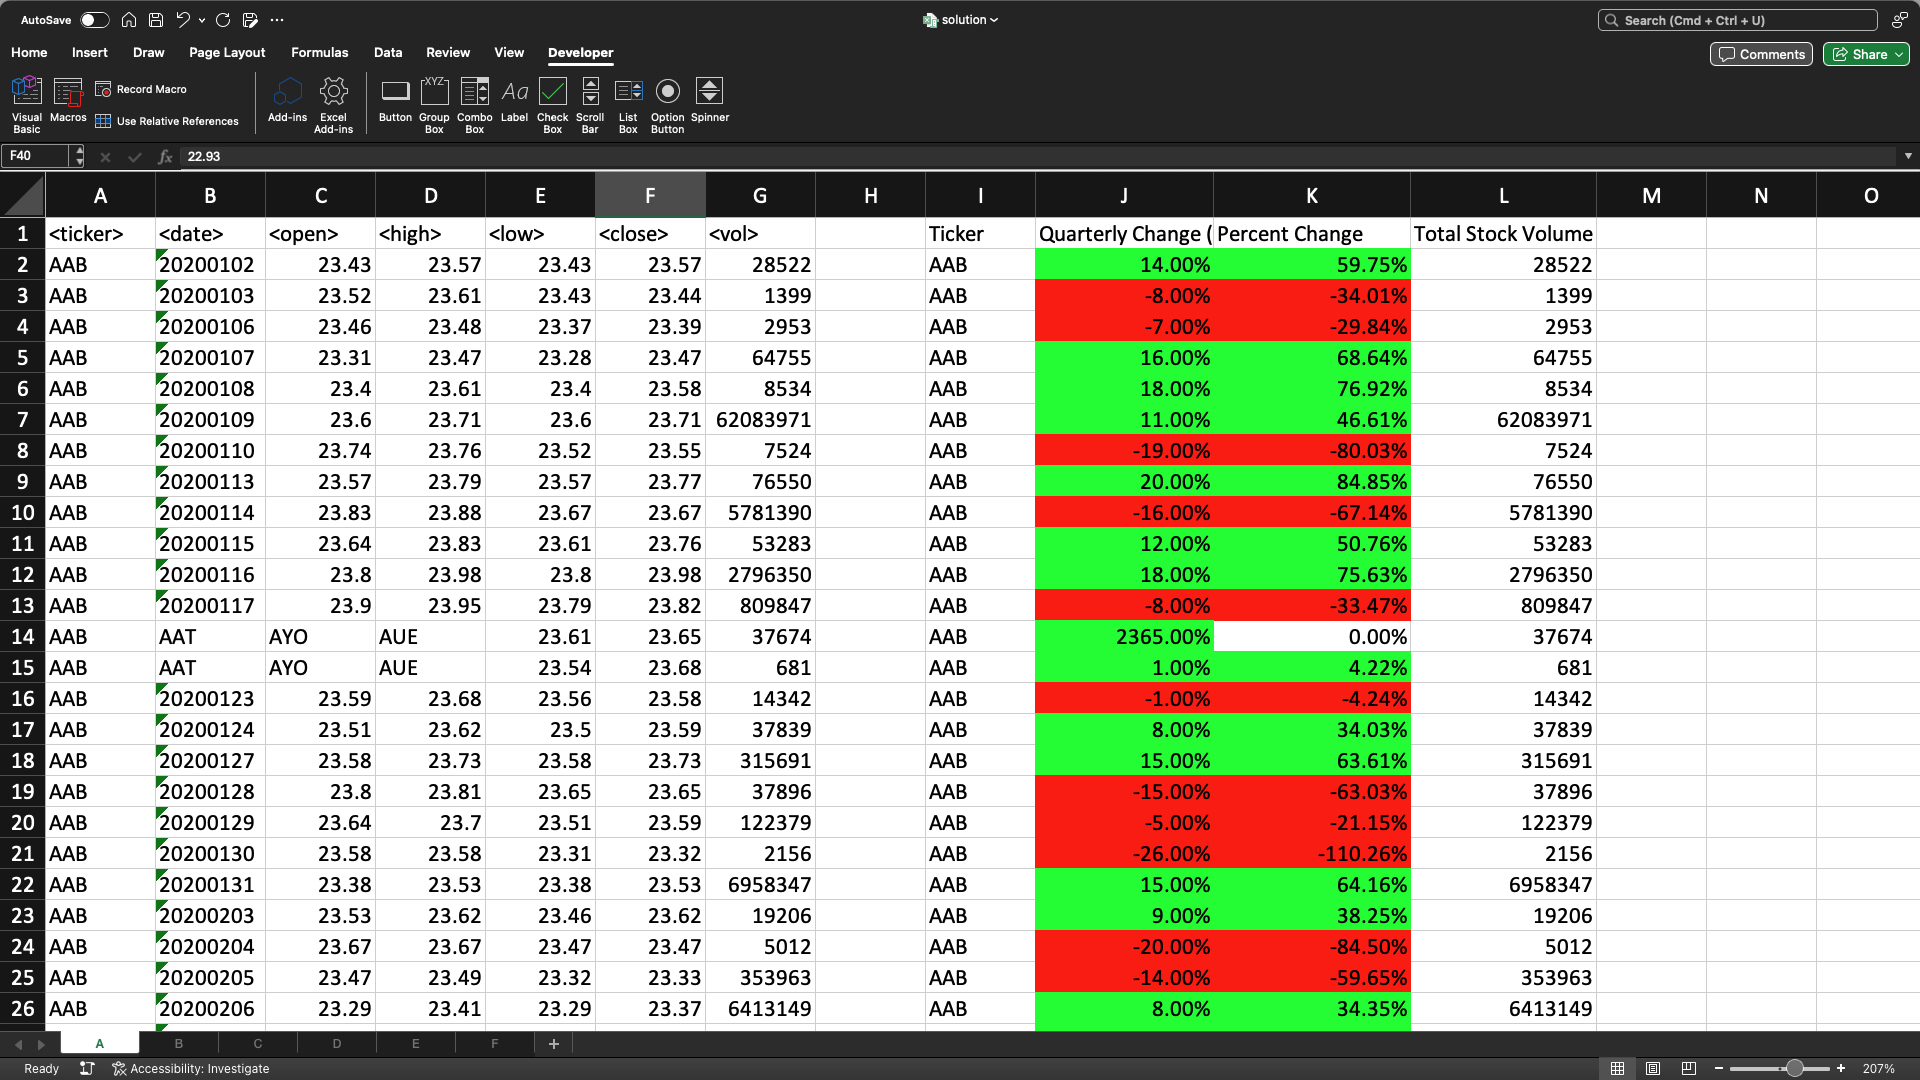 AutoSave
solution
Search (Cmd + Ctrl + U)
Home Insert Draw Page Layout Formulas Data Review View Developer
Comments Share
Visual Basic
Macros
Record Macro
Use Relative References
Add-ins
Excel Add-ins
Button
XYZ
Group Box
Combo Box
Aa
Label
Check Box
Scroll Bar
List Box
Option Button
Spinner
F40 fx 22.93
A B C D E F G H I J K L M N O
1 <ticker> <date> <open> <high> <low> <close> <vol> Ticker Quarterly Change ( Percent Change Total Stock Volume
2 AAB 20200102 23.43 23.57 23.43 23.57 28522 AAB 14.00% 59.75% 28522
3 AAB 20200103 23.52 23.61 23.43 23.44 1399 AAB -8.00% -34.01% 1399
4 AAB 20200106 23.46 23.48 23.37 23.39 2953 AAB -7.00% -29.84% 2953
5 AAB 20200107 23.31 23.47 23.28 23.47 64755 AAB 16.00% 68.64% 64755
6 AAB 20200108 23.4 23.61 23.4 23.58 8534 AAB 18.00% 76.92% 8534
7 AAB 20200109 23.6 23.71 23.6 23.71 62083971 AAB 11.00% 46.61% 62083971
8 AAB 20200110 23.74 23.76 23.52 23.55 7524 AAB -19.00% -80.03% 7524
9 AAB 20200113 23.57 23.79 23.57 23.77 76550 AAB 20.00% 84.85% 76550
10 AAB 20200114 23.83 23.88 23.67 23.67 5781390 AAB -16.00% -67.14% 5781390
11 AAB 20200115 23.64 23.83 23.61 23.76 53283 AAB 12.00% 50.76% 53283
12 AAB 20200116 23.8 23.98 23.8 23.98 2796350 AAB 18.00% 75.63% 2796350
13 AAB 20200117 23.9 23.95 23.79 23.82 809847 AAB -8.00% -33.47% 809847
14 AAB AAT AYO AUE 23.61 23.65 37674 AAB 2365.00% 0.00% 37674
15 AAB AAT AYO AUE 23.54 23.68 681 AAB 1.00% 4.22% 681
16 AAB 20200123 23.59 23.68 23.56 23.58 14342 AAB -1.00% -4.24% 14342
17 AAB 20200124 23.51 23.62 23.5 23.59 37839 AAB 8.00% 34.03% 37839
18 AAB 20200127 23.58 23.73 23.58 23.73 315691 AAB 15.00% 63.61% 315691
19 AAB 20200128 23.8 23.81 23.65 23.65 37896 AAB -15.00% -63.03% 37896
20 AAB 20200129 23.64 23.7 23.51 23.59 122379 AAB -5.00% -21.15% 122379
21 AAB 20200130 23.58 23.58 23.31 23.32 2156 AAB -26.00% -110.26% 2156
22 AAB 20200131 23.38 23.53 23.38 23.53 6958347 AAB 15.00% 64.16% 6958347
23 AAB 20200203 23.53 23.62 23.46 23.62 19206 AAB 9.00% 38.25% 19206
24 AAB 20200204 23.67 23.67 23.47 23.47 5012 AAB -20.00% -84.50% 5012
25 AAB 20200205 23.47 23.49 23.32 23.33 353963 AAB -14.00% -59.65% 353963
26 AAB 20200206 23.29 23.41 23.29 23.37 6413149 AAB 8.00% 34.35% 6413149
A B C D E F +
Ready Accessibility: Investigate 207%